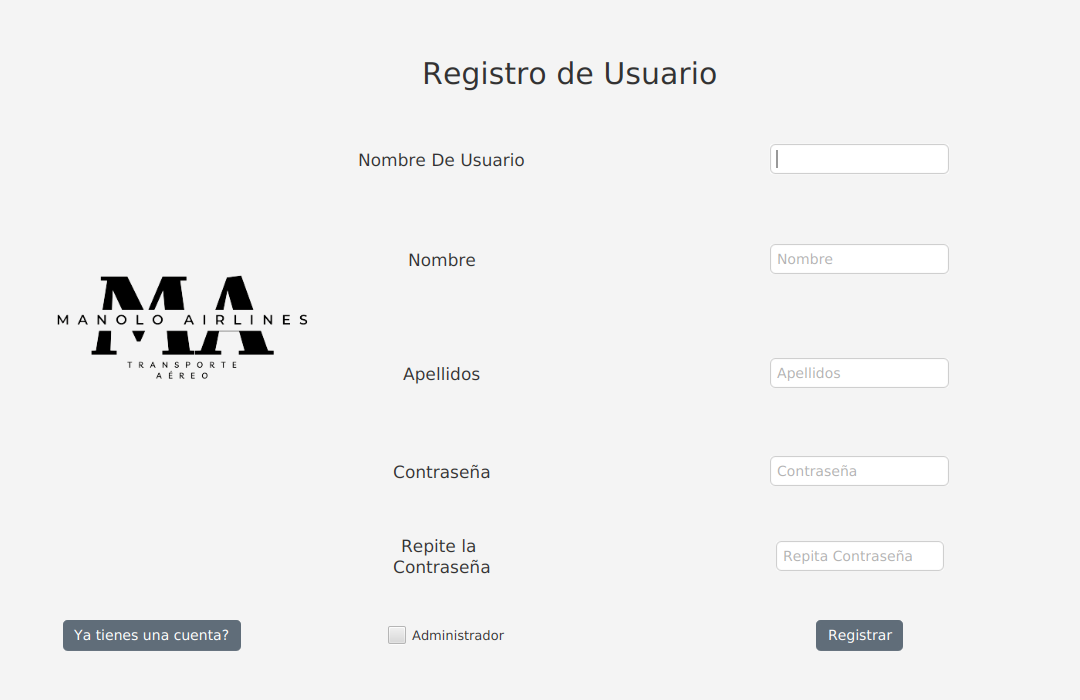 Registro de Usuario
Nombre De Usuario
Nombre
Nombre
MA
MANOLO AIRLINES
TRANSPORTE
AÉREO
Apellidos
Apellidos
Contraseña
Contraseña
Repite la
Contraseña
Repita Contraseña
Ya tienes una cuenta?
Administrador
Registrar